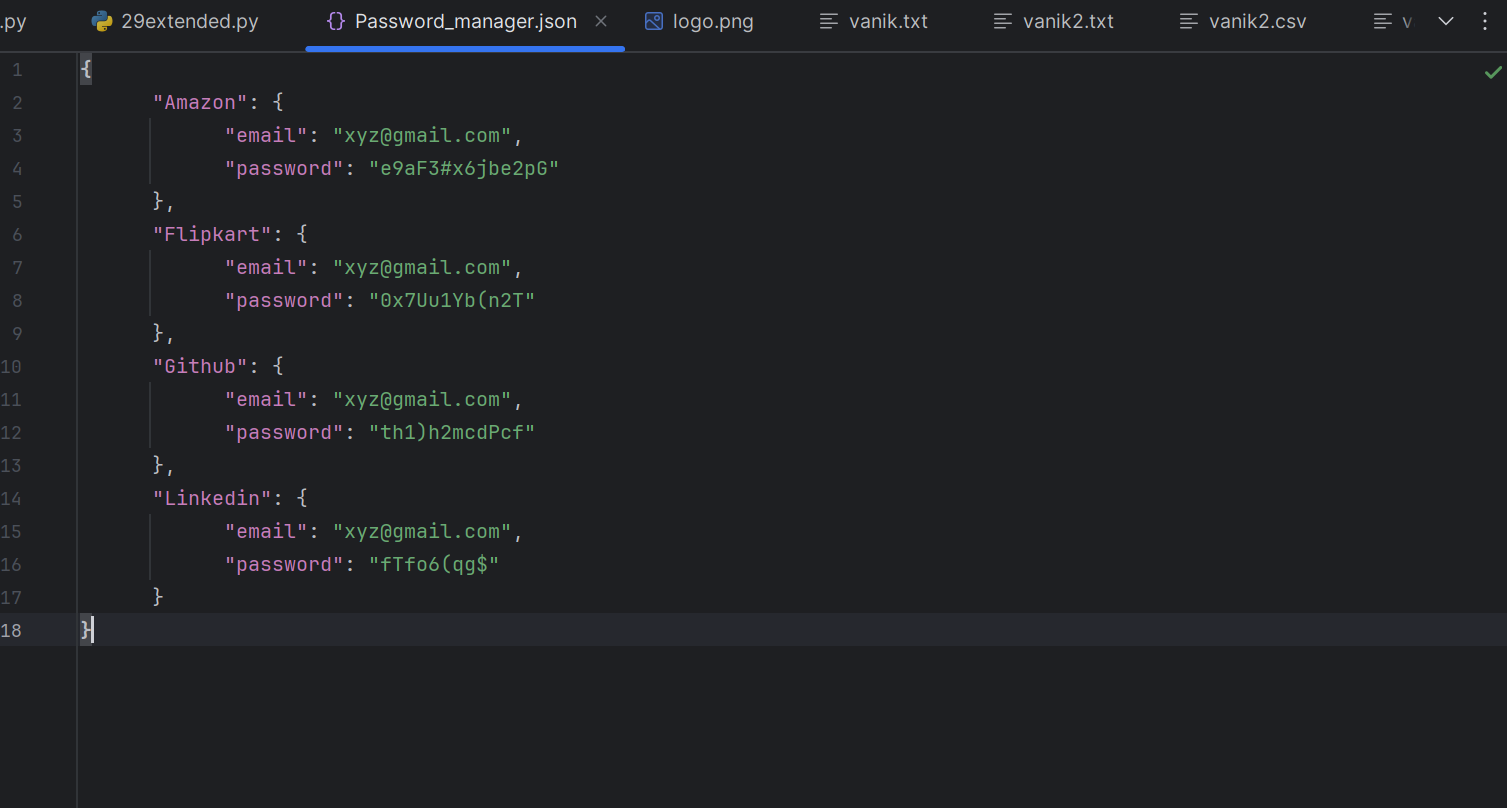 .py 29extended.py {} Password_manager.json × logo.png vanik.txt vanik2.txt vanik2.csv v
1 {
2 "Amazon": {
3 "email": "xyz@gmail.com",
4 "password": "e9aF3#x6jbe2pG"
5 },
6 "Flipkart": {
7 "email": "xyz@gmail.com",
8 "password": "0x7Uu1Yb(n2T"
9 },
10 "Github": {
11 "email": "xyz@gmail.com",
12 "password": "th1)h2mcdPcf"
13 },
14 "Linkedin": {
15 "email": "xyz@gmail.com",
16 "password": "fTfo6(qg$"
17 }
18 }